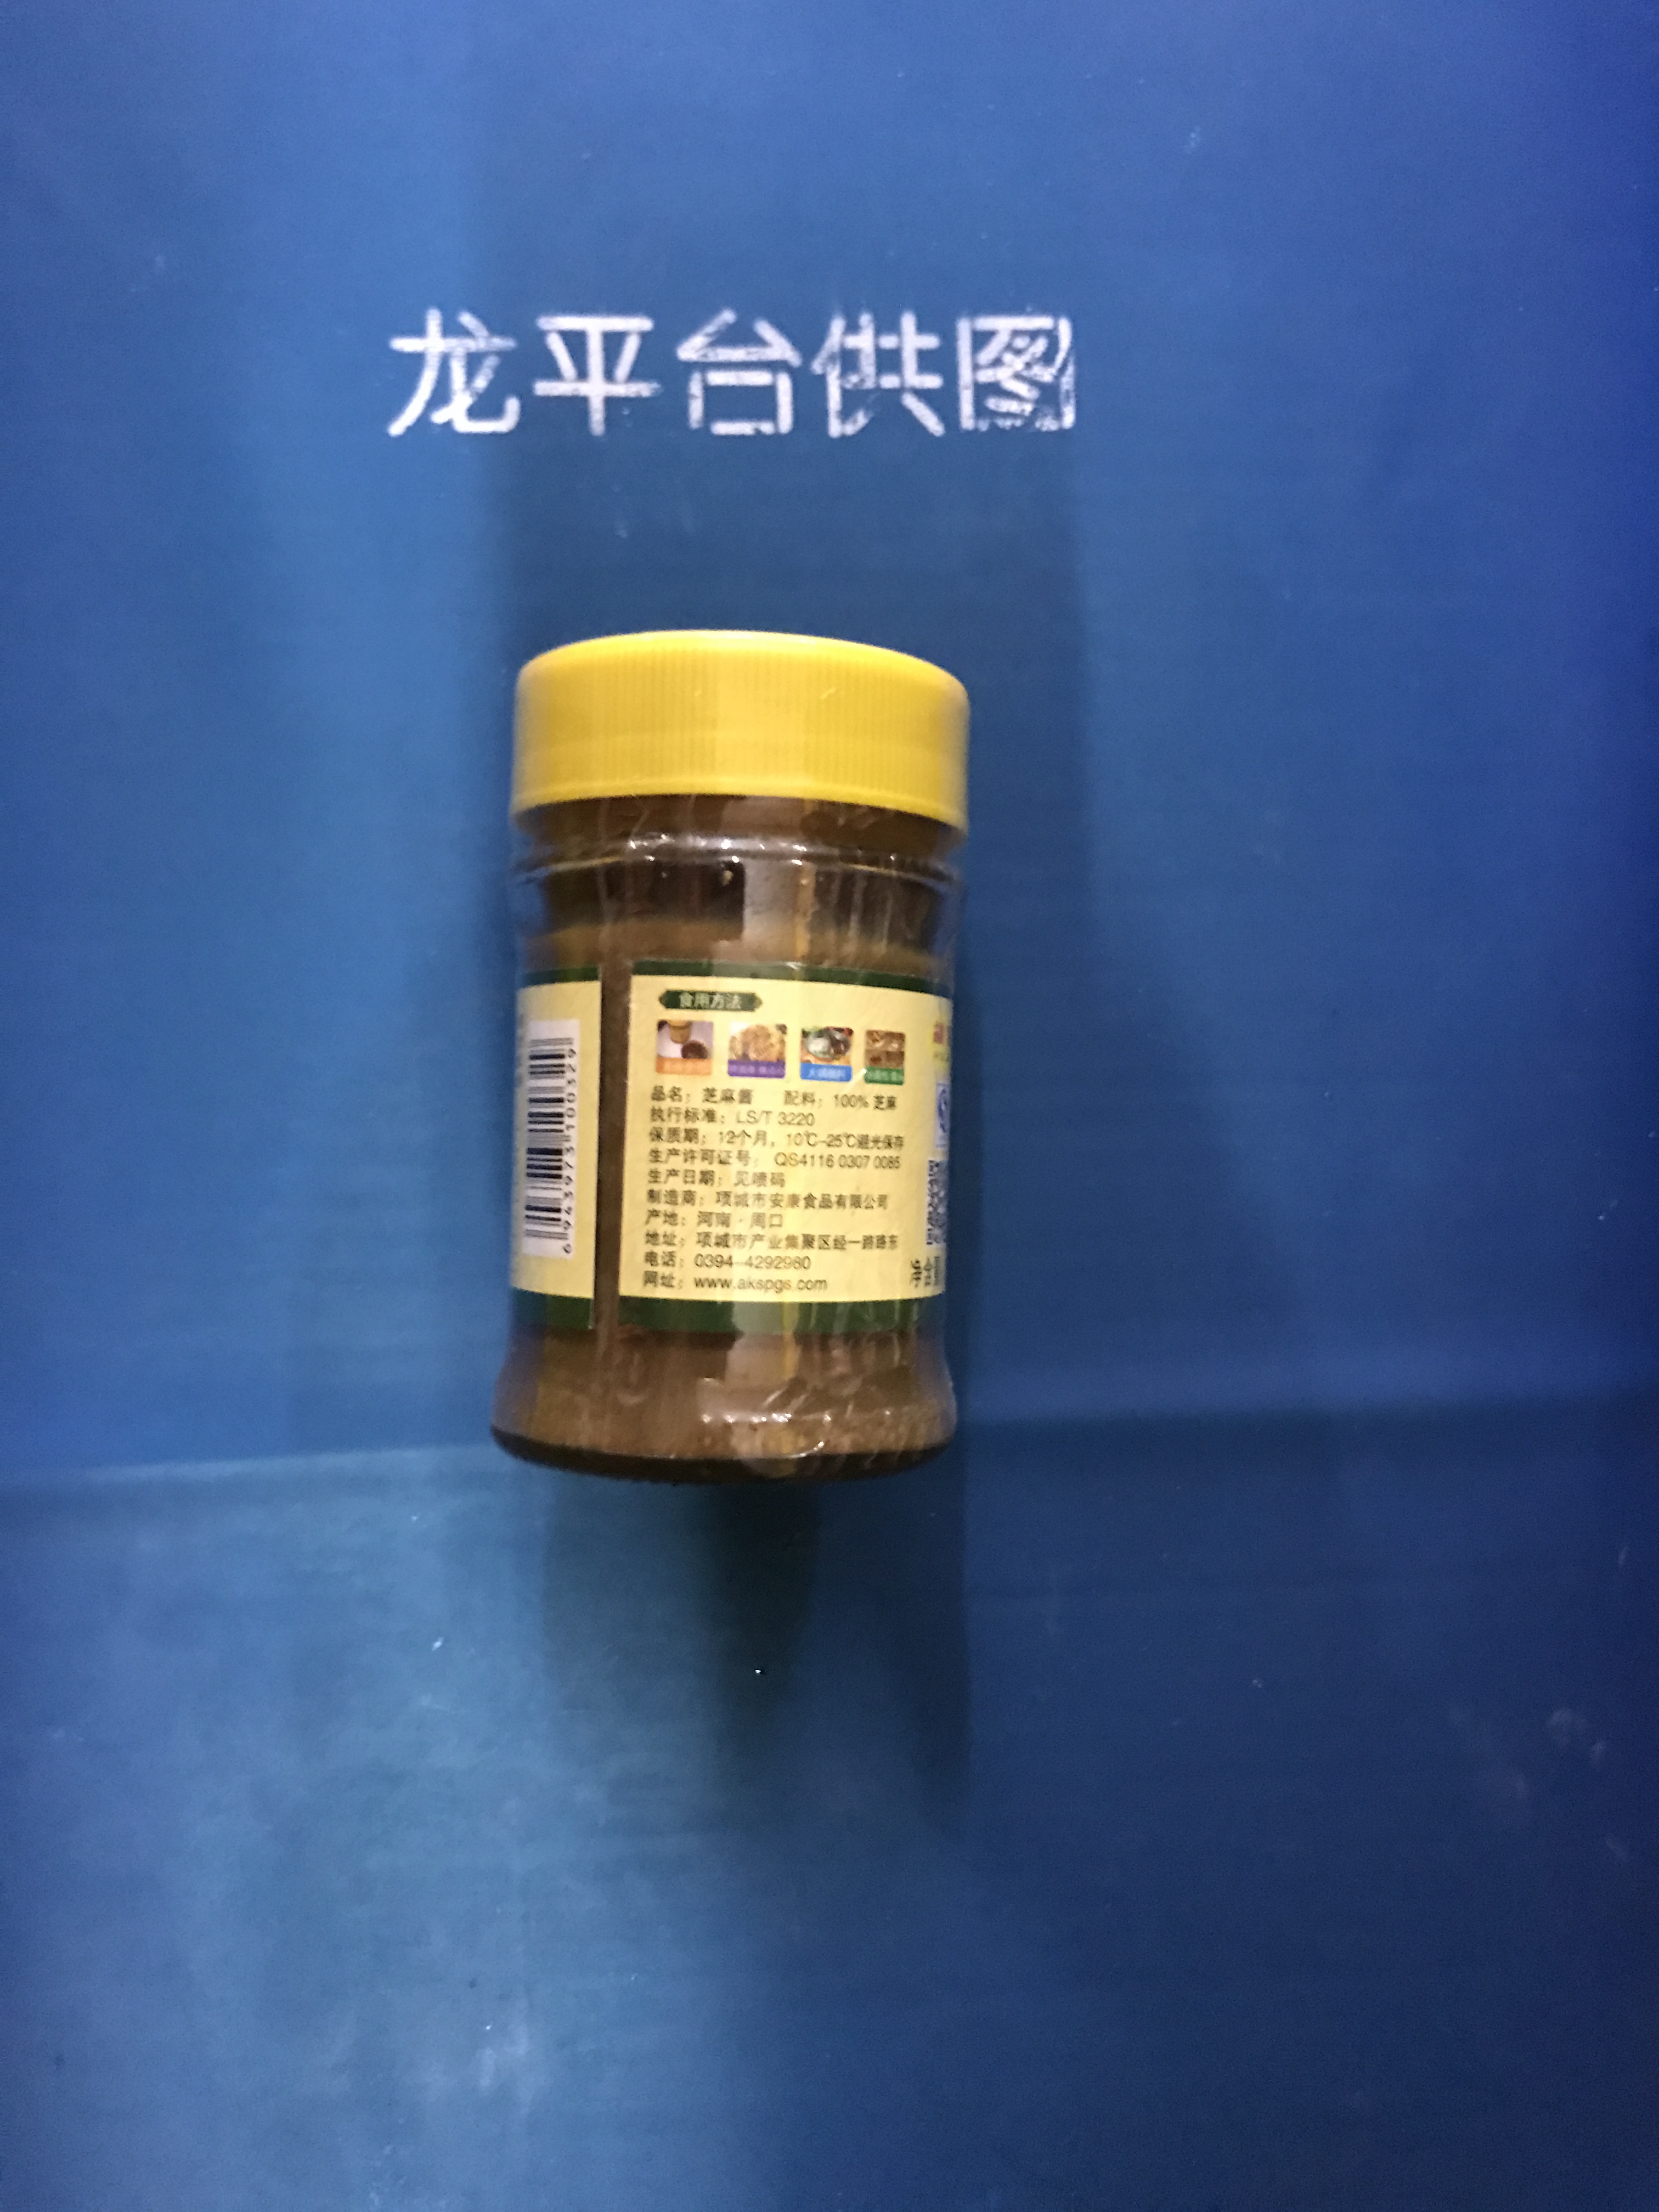 龙平台供图
食用方法
品名：芝麻酱 配料：100% 芝麻
执行标准：LS/T 3220
保质期：12个月，10℃-25℃避光保存
生产许可证号：QS4116 0307 0085
生产日期：见喷码
制造商：项城市安康食品有限公司
产地：河南·周口
地址：项城市产业集聚区经一路路东
电话：0394-4292980
网址：www.akspgs.com
净含
6943973100329